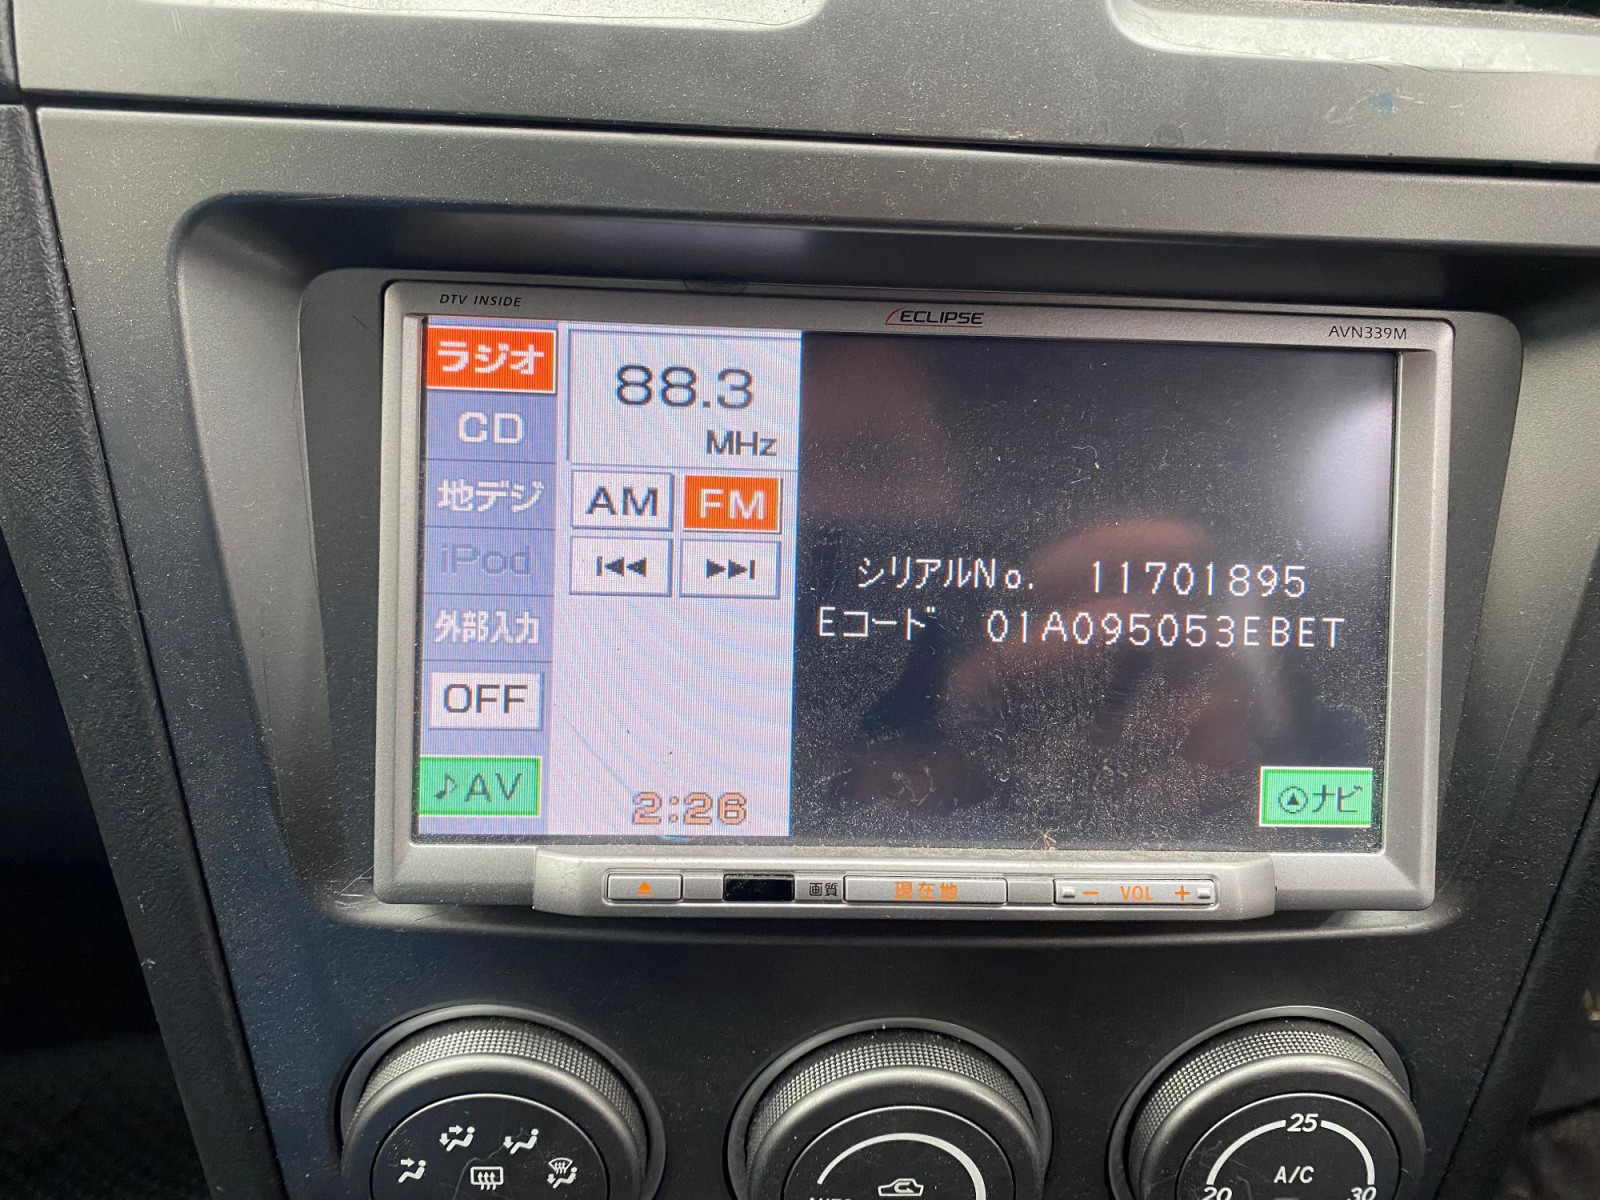 DTV INSIDE
ECLIPSE
AVN339M
ラジオ
CD
地デジ
iPod
外部入力
OFF
♪AV
88.3
MHz
AM FM
2:26
シリアルNo. 11701895
Eコード 01A095053EBET
ナビ
画質
現在地
- VOL +
25
A/C
20 30